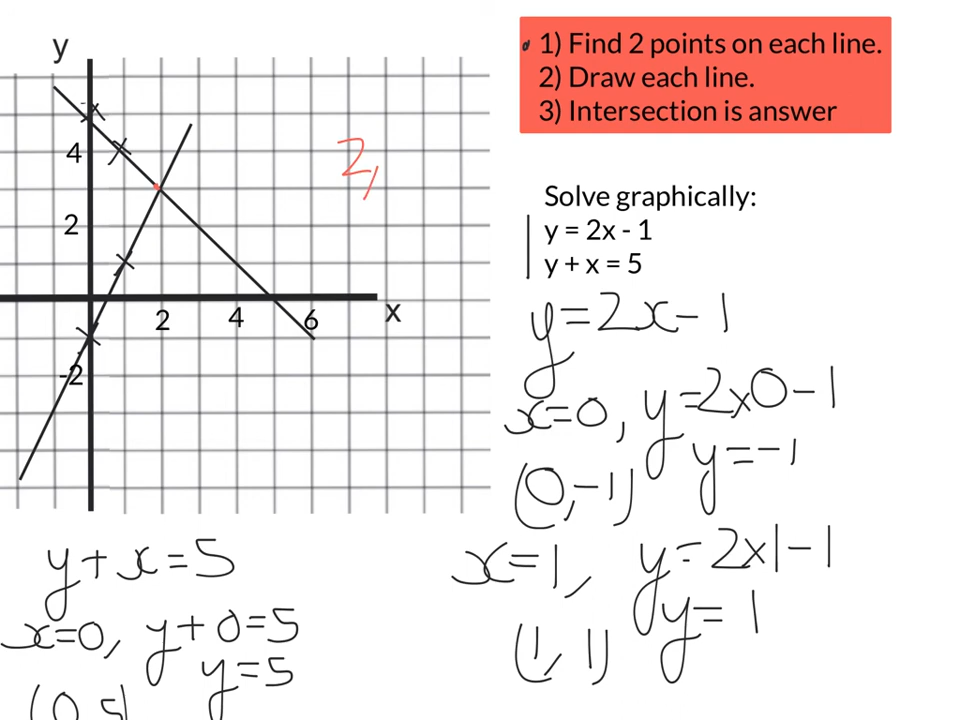 1) Find 2 points on each line.
2) Draw each line.
3) Intersection is answer
y
4
2
-2
2
4
6
x
2,
Solve graphically:
y = 2x - 1
y + x = 5
y=2x-1
x=0, y=2x0-1
y=-1
(0,-1)
x=1, y=2x1-1
y=1
(1,1)
y+x=5
x=0, y+0=5
y=5
(0,5)